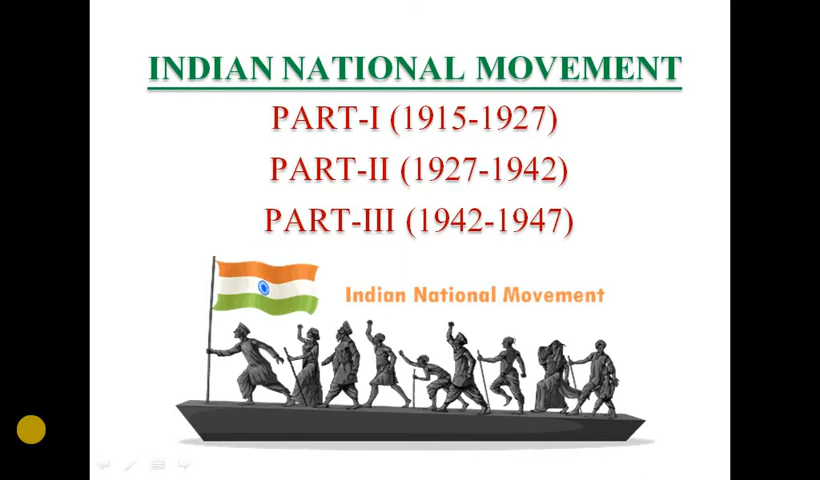 INDIAN NATIONAL MOVEMENT
PART-I (1915-1927)
PART-II (1927-1942)
PART-III (1942-1947)
Indian National Movement